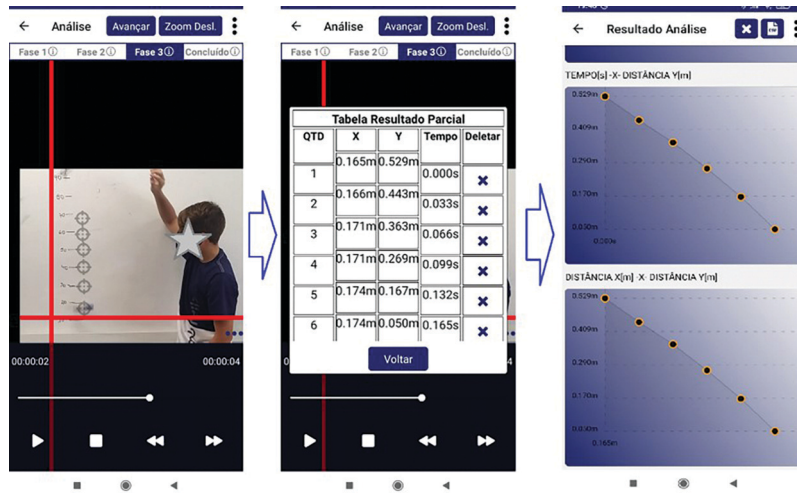 Análise
Avançar
Zoom Desl.
Fase 1
Fase 2
Fase 3
Concluído
00:00:02
00:00:04
Análise
Avançar
Zoom Desl.
Fase 1
Fase 2
Fase 3
Concluído
Tabela Resultado Parcial
QTD X Y Tempo Deletar
1 0.165m 0.529m 0.000s
2 0.166m 0.443m 0.033s
3 0.171m 0.363m 0.066s
4 0.171m 0.269m 0.099s
5 0.174m 0.167m 0.132s
6 0.174m 0.050m 0.165s
Voltar
Resultado Análise
TEMPO[s] -X- DISTÂNCIA Y[m]
0.529m
0.409m
0.290m
0.170m
0.050m
0.000s
DISTÂNCIA X[m] -X- DISTÂNCIA Y[m]
0.529m
0.409m
0.290m
0.170m
0.050m
0.165m